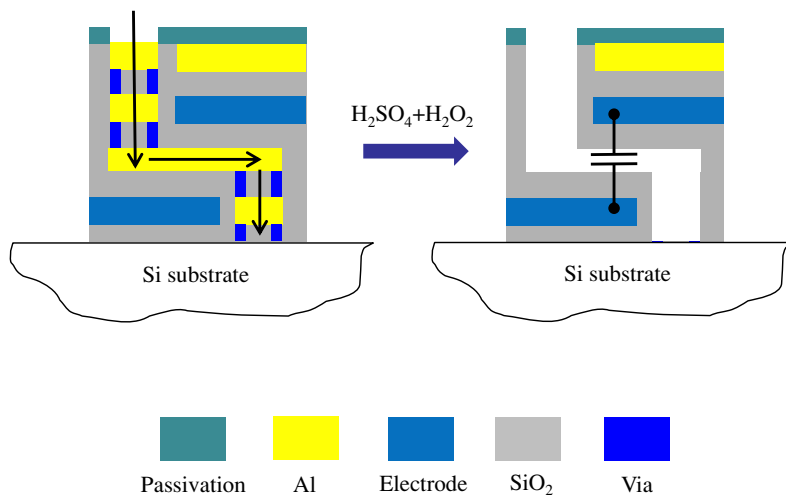 H₂SO₄+H₂O₂
Si substrate
Si substrate
Passivation
Al
Electrode
SiO₂
Via